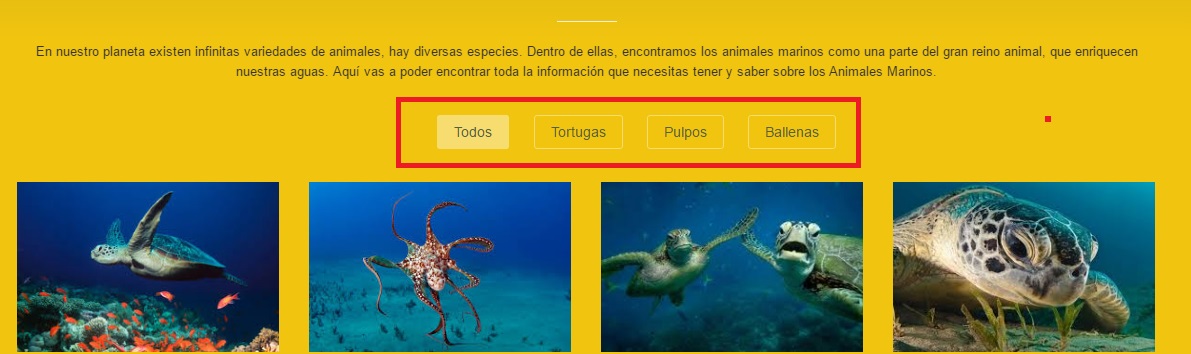 En nuestro planeta existen infinitas variedades de animales, hay diversas especies. Dentro de ellas, encontramos los animales marinos como una parte del gran reino animal, que enriquecen
nuestras aguas. Aquí vas a poder encontrar toda la información que necesitas tener y saber sobre los Animales Marinos.
Todos Tortugas Pulpos Ballenas